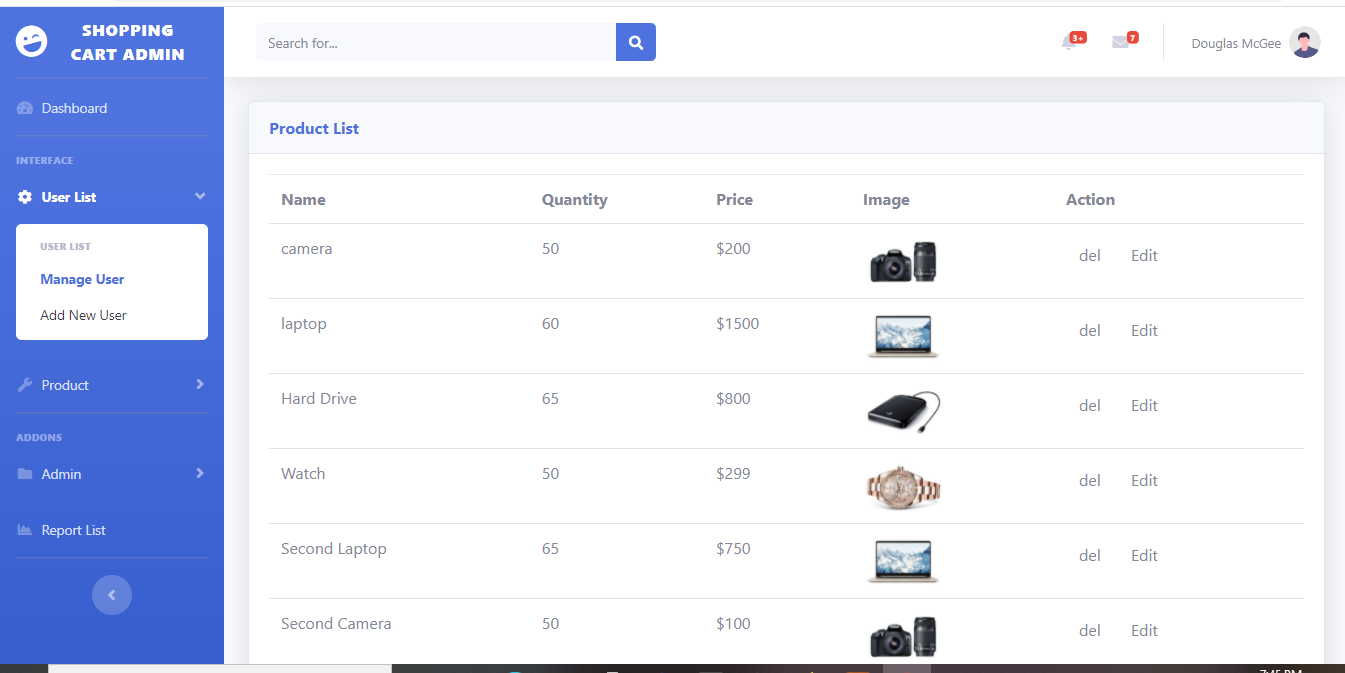 SHOPPING
CART ADMIN
Dashboard
INTERFACE
User List
USER LIST
Manage User
Add New User
Product
ADDONS
Admin
Report List
Search for...
3+
7
Douglas McGee
Product List
Name Quantity Price Image Action
camera 50 $200 del Edit
laptop 60 $1500 del Edit
Hard Drive 65 $800 del Edit
Watch 50 $299 del Edit
Second Laptop 65 $750 del Edit
Second Camera 50 $100 del Edit